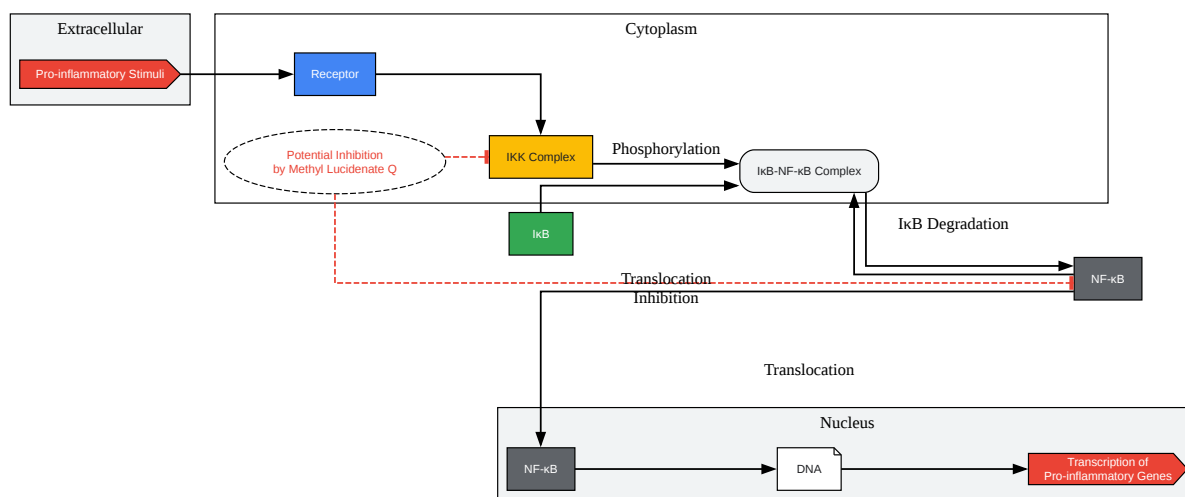 Extracellular
Cytoplasm
Pro-inflammatory Stimuli
Receptor
Potential Inhibition
by Methyl Lucidenate Q
IKK Complex
Phosphorylation
IκB-NF-κB Complex
IκB
IκB Degradation
Translocation
Inhibition
NF-κB
Translocation
Nucleus
NF-κB
DNA
Transcription of
Pro-inflammatory Genes